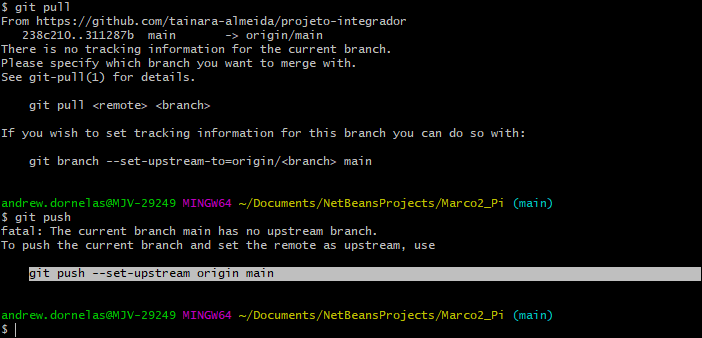 $ git pull
From https://github.com/tainara-almeida/projeto-integrador
   238c210..311287b  main       -> origin/main
There is no tracking information for the current branch.
Please specify which branch you want to merge with.
See git-pull(1) for details.

    git pull <remote> <branch>

If you wish to set tracking information for this branch you can do so with:

    git branch --set-upstream-to=origin/<branch> main

andrew.dornelas@MJV-29249 MINGW64 ~/Documents/NetBeansProjects/Marco2_Pi (main)
$ git push
fatal: The current branch main has no upstream branch.
To push the current branch and set the remote as upstream, use

    git push --set-upstream origin main

andrew.dornelas@MJV-29249 MINGW64 ~/Documents/NetBeansProjects/Marco2_Pi (main)
$